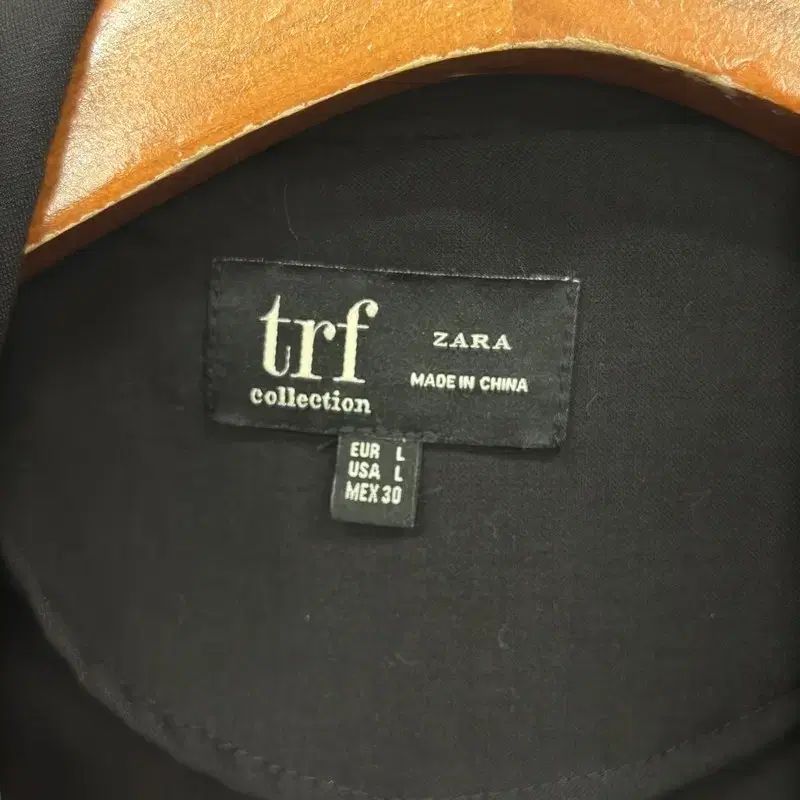 trf
collection
ZARA
MADE IN CHINA
EUR L
USA L
MEX 30